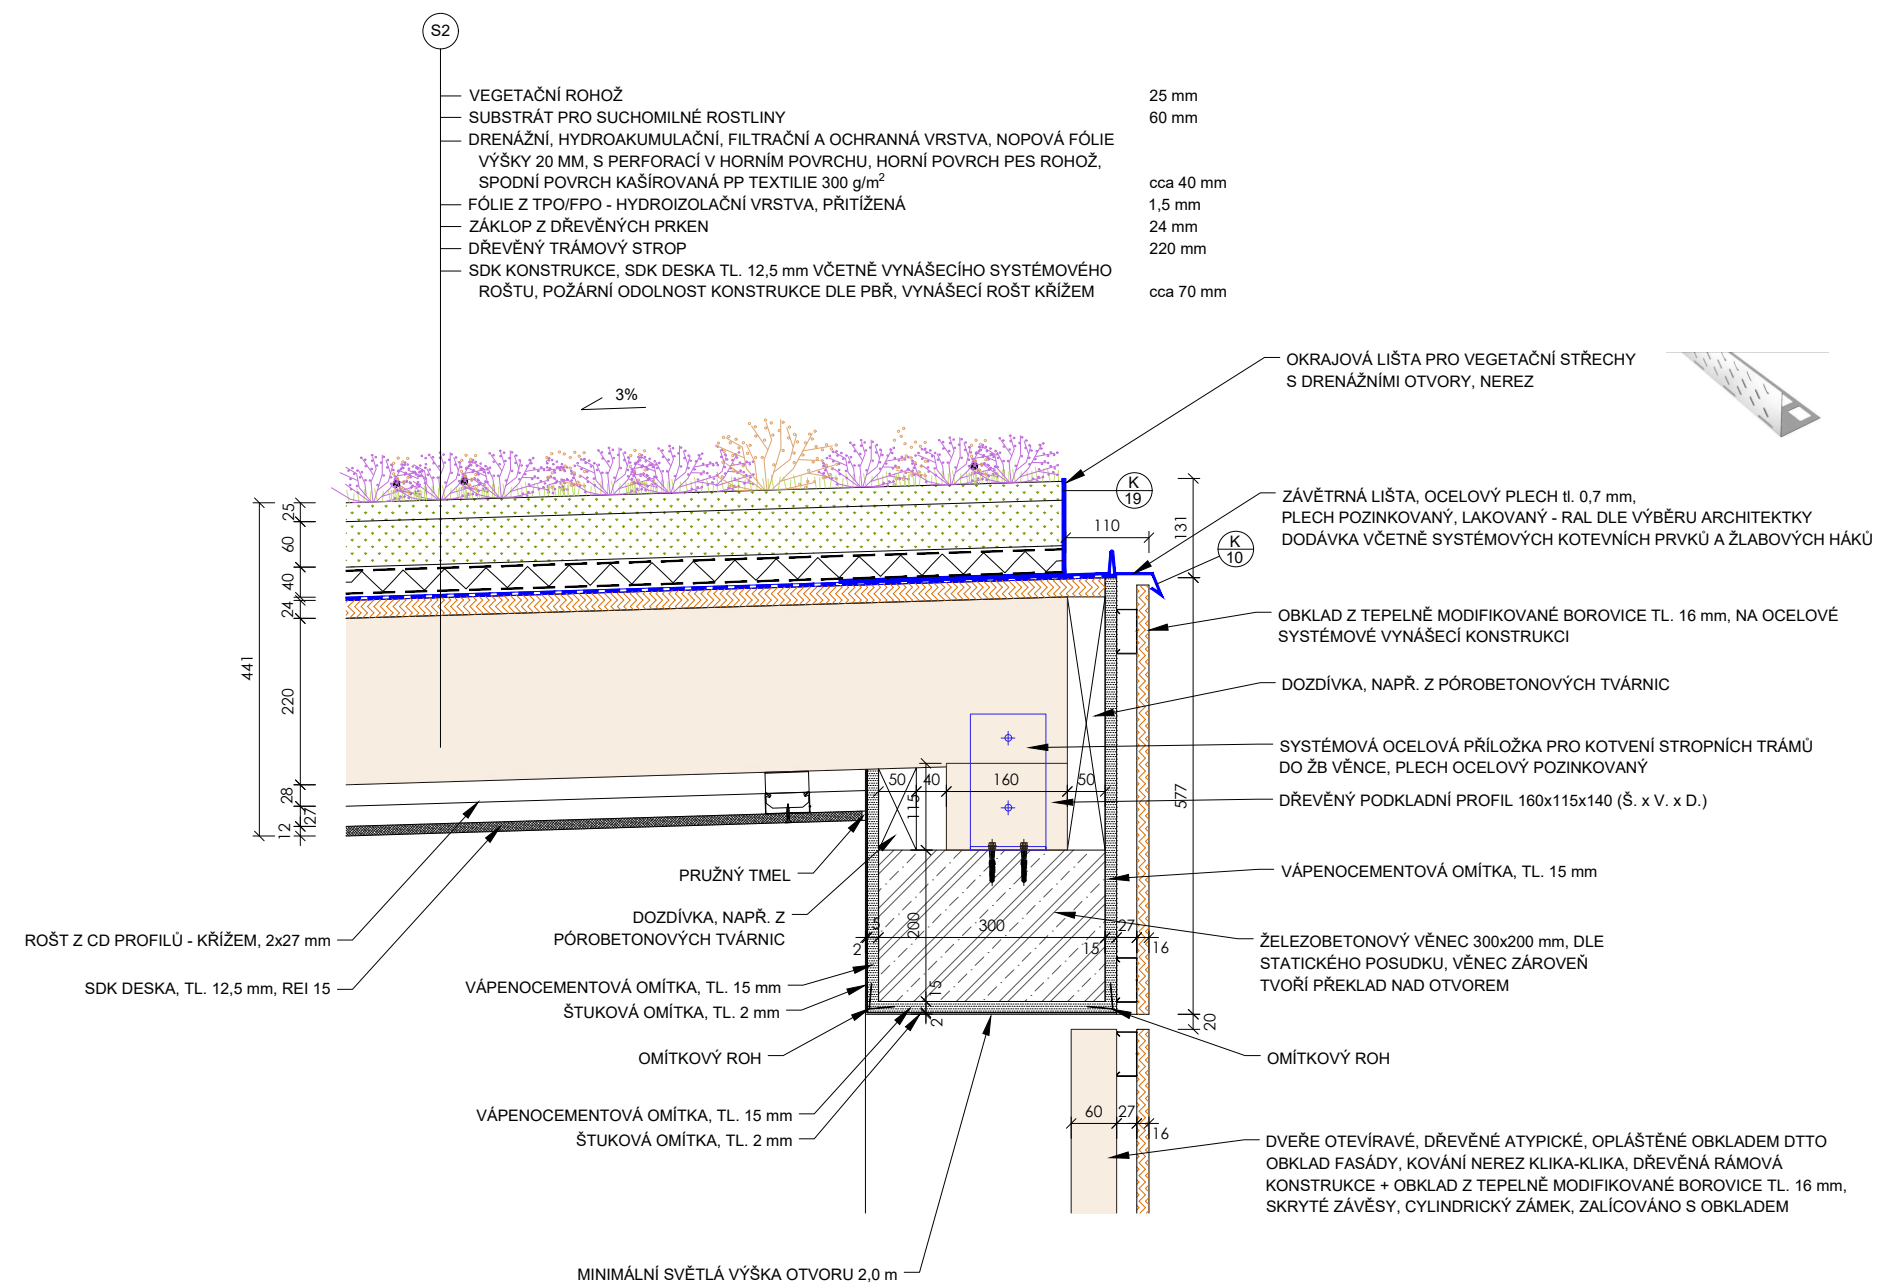 S2
VEGETAČNÍ ROHOŽ 25 mm
SUBSTRÁT PRO SUCHOMILNÉ ROSTLINY 60 mm
DRENÁŽNÍ, HYDROAKUMULAČNÍ, FILTRAČNÍ A OCHRANNÁ VRSTVA, NOPOVÁ FÓLIE
VÝŠKY 20 MM, S PERFORACÍ V HORNÍM POVRCHU, HORNÍ POVRCH PES ROHOŽ,
SPODNÍ POVRCH KAŠÍROVANÁ PP TEXTILIE 300 g/m² cca 40 mm
FÓLIE Z TPO/FPO - HYDROIZOLAČNÍ VRSTVA, PŘITÍŽENÁ 1,5 mm
ZÁKLOP Z DŘEVĚNÝCH PRKEN 24 mm
DŘEVĚNÝ TRÁMOVÝ STROP 220 mm
SDK KONSTRUKCE, SDK DESKA TL. 12,5 mm VČETNĚ VYNÁŠECÍHO SYSTÉMOVÉHO
ROŠTU, POŽÁRNÍ ODOLNOST KONSTRUKCE DLE PBŘ, VYNÁŠECÍ ROŠT KŘÍŽEM cca 70 mm
3%
OKRAJOVÁ LIŠTA PRO VEGETAČNÍ STŘECHY
S DRENÁŽNÍMI OTVORY, NEREZ
K
19
110
131
K
10
ZÁVĚTRNÁ LIŠTA, OCELOVÝ PLECH tl. 0,7 mm,
PLECH POZINKOVANÝ, LAKOVANÝ - RAL DLE VÝBĚRU ARCHITEKTKY
DODÁVKA VČETNĚ SYSTÉMOVÝCH KOTEVNÍCH PRVKŮ A ŽLABOVÝCH HÁKŮ
OBKLAD Z TEPELNĚ MODIFIKOVANÉ BOROVICE TL. 16 mm, NA OCELOVÉ
SYSTÉMOVÉ VYNÁŠECÍ KONSTRUKCI
DOZDÍVKA, NAPŘ. Z PÓROBETONOVÝCH TVÁRNIC
SYSTÉMOVÁ OCELOVÁ PŘÍLOŽKA PRO KOTVENÍ STROPNÍCH TRÁMŮ
DO ŽB VĚNCE, PLECH OCELOVÝ POZINKOVANÝ
DŘEVĚNÝ PODKLADNÍ PROFIL 160x115x140 (Š. x V. x D.)
VÁPENOCEMENTOVÁ OMÍTKA, TL. 15 mm
ŽELEZOBETONOVÝ VĚNEC 300x200 mm, DLE
STATICKÉHO POSUDKU, VĚNEC ZÁROVEŇ
TVOŘÍ PŘEKLAD NAD OTVOREM
OMÍTKOVÝ ROH
DVEŘE OTEVÍRAVÉ, DŘEVĚNÉ ATYPICKÉ, OPLÁŠTĚNÉ OBKLADEM DTTO
OBKLAD FASÁDY, KOVÁNÍ NEREZ KLIKA-KLIKA, DŘEVĚNÁ RÁMOVÁ
KONSTRUKCE + OBKLAD Z TEPELNĚ MODIFIKOVANÉ BOROVICE TL. 16 mm,
SKRYTÉ ZÁVĚSY, CYLINDRICKÝ ZÁMEK, ZALÍCOVÁNO S OBKLADEM
25
60
40
24
220
441
28
27
12
50
40
160
50
115
577
200
300
2
15
27
16
15
2
20
60
27
16
PRUŽNÝ TMEL
DOZDÍVKA, NAPŘ. Z
PÓROBETONOVÝCH TVÁRNIC
ROŠT Z CD PROFILŮ - KŘÍŽEM, 2x27 mm
SDK DESKA, TL. 12,5 mm, REI 15
VÁPENOCEMENTOVÁ OMÍTKA, TL. 15 mm
ŠTUKOVÁ OMÍTKA, TL. 2 mm
OMÍTKOVÝ ROH
VÁPENOCEMENTOVÁ OMÍTKA, TL. 15 mm
ŠTUKOVÁ OMÍTKA, TL. 2 mm
MINIMÁLNÍ SVĚTLÁ VÝŠKA OTVORU 2,0 m